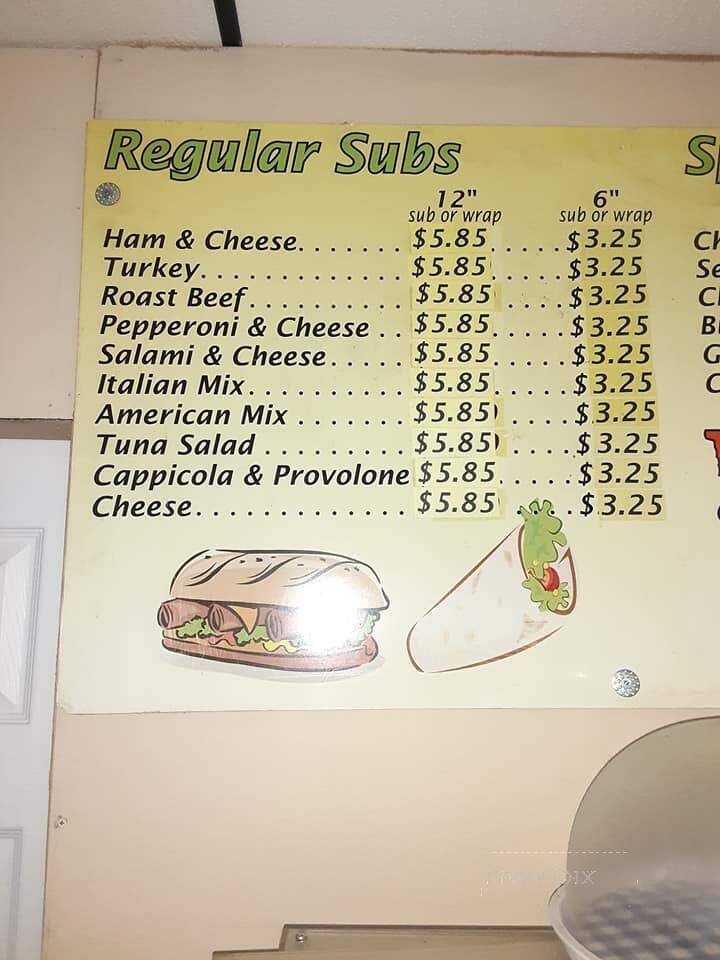 Regular Subs
12" 6"
sub or wrap sub or wrap
Ham & Cheese. . . . . . . $5.85. . . . . $3.25
Turkey. . . . . . . . . . . . . $5.85. . . . . $3.25
Roast Beef. . . . . . . . . . $5.85 . . . . $3.25
Pepperoni & Cheese . . $5.85. . . . . $3.25
Salami & Cheese. . . . . $5.85. . . . . $3.25
Italian Mix. . . . . . . . . . $5.85. . . . . $3.25
American Mix . . . . . . . $5.85 . . . . $3.25
Tuna Salad . . . . . . . . . $5.85 . . . . $3.25
Cappicola & Provolone $5.85. . . . . $3.25
Cheese. . . . . . . . . . . . . $5.85 . . . . $3.25